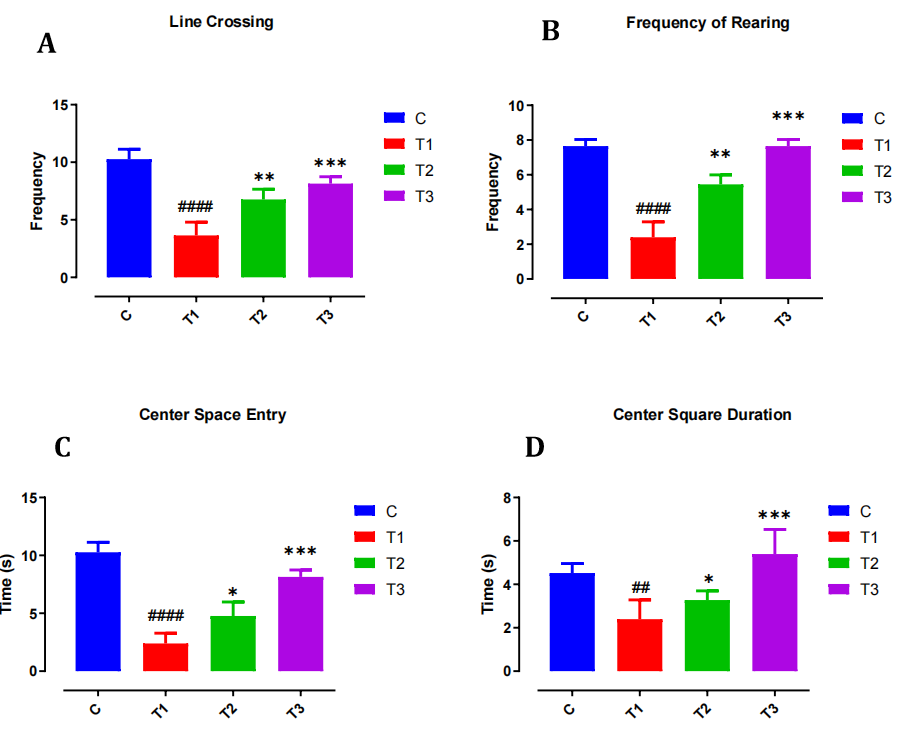 Line Crossing
A
15
10
5
0
Frequency
####
**
***
C
T1
T2
T3
C
T1
T2
T3
Frequency of Rearing
B
10
8
6
4
2
0
Frequency
####
**
***
C
T1
T2
T3
C
T1
T2
T3
Center Space Entry
C
15
10
5
0
Time (s)
####
*
***
C
T1
T2
T3
C
T1
T2
T3
Center Square Duration
D
8
6
4
2
0
Time (s)
##
*
***
C
T1
T2
T3
C
T1
T2
T3